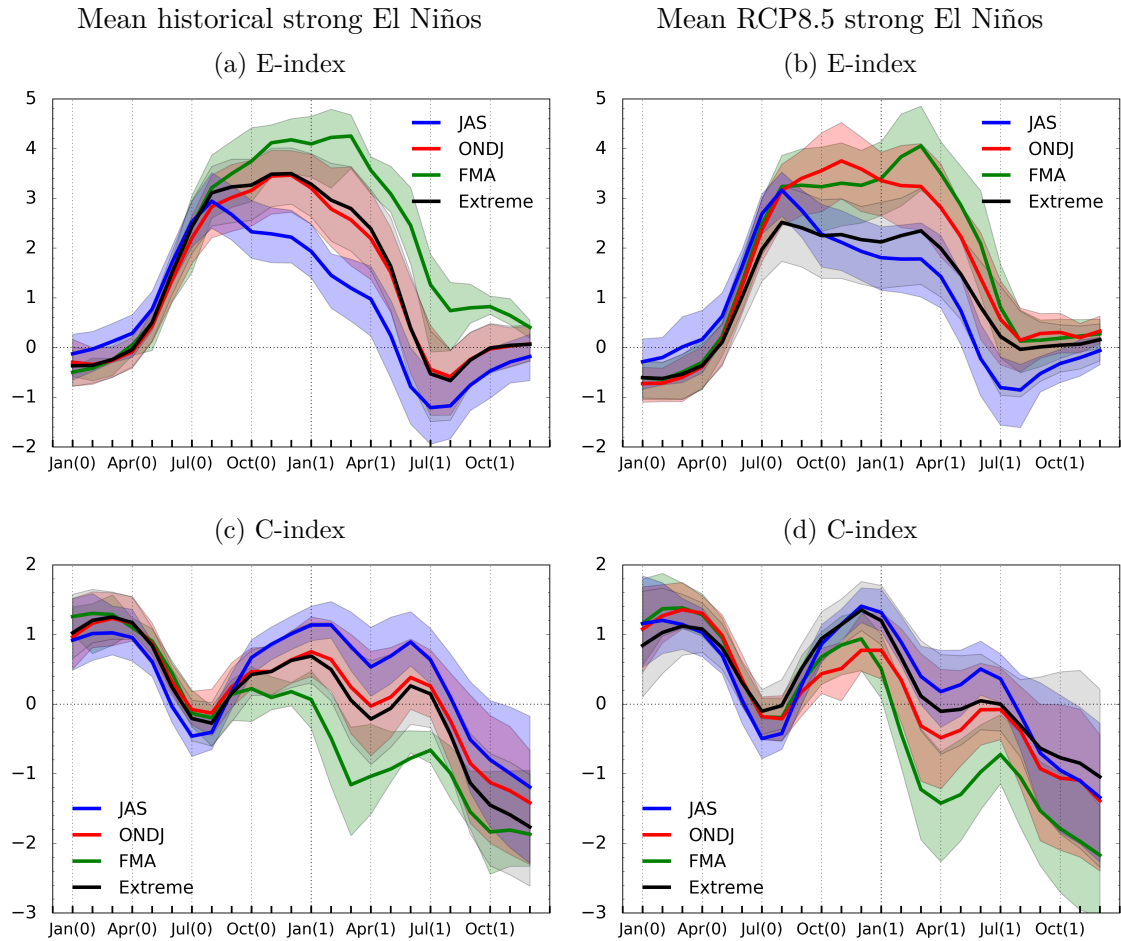 Mean historical strong El Niños
Mean RCP8.5 strong El Niños
(a) E-index
5
4
3
2
1
0
−1
−2
JAS
ONDJ
FMA
Extreme
Jan(0) Apr(0) Jul(0) Oct(0) Jan(1) Apr(1) Jul(1) Oct(1)
(b) E-index
5
4
3
2
1
0
−1
−2
JAS
ONDJ
FMA
Extreme
Jan(0) Apr(0) Jul(0) Oct(0) Jan(1) Apr(1) Jul(1) Oct(1)
(c) C-index
2
1
0
−1
−2
−3
JAS
ONDJ
FMA
Extreme
Jan(0) Apr(0) Jul(0) Oct(0) Jan(1) Apr(1) Jul(1) Oct(1)
(d) C-index
2
1
0
−1
−2
−3
JAS
ONDJ
FMA
Extreme
Jan(0) Apr(0) Jul(0) Oct(0) Jan(1) Apr(1) Jul(1) Oct(1)